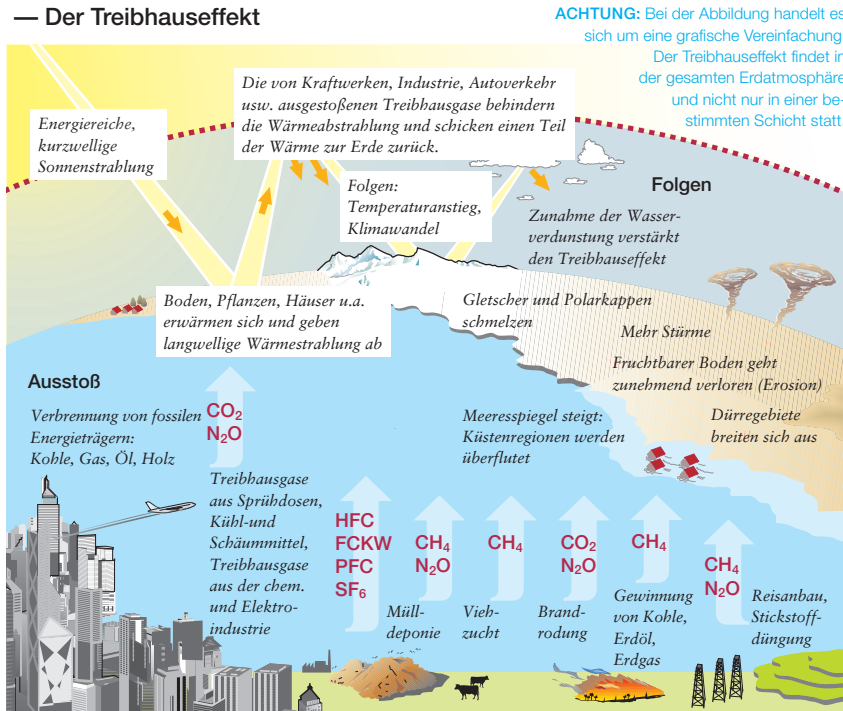 — Der Treibhauseffekt
ACHTUNG: Bei der Abbildung handelt es
sich um eine grafische Vereinfachung.
Der Treibhauseffekt findet in
der gesamten Erdatmosphäre
und nicht nur in einer be-
stimmten Schicht statt.
Energiereiche,
kurzwellige
Sonnenstrahlung
Die von Kraftwerken, Industrie, Autoverkehr
usw. ausgestoßenen Treibhausgase behindern
die Wärmeabstrahlung und schicken einen Teil
der Wärme zur Erde zurück.
Folgen:
Temperaturanstieg,
Klimawandel
Folgen
Zunahme der Wasser-
verdunstung verstärkt
den Treibhauseffekt
Boden, Pflanzen, Häuser u.a.
erwärmen sich und geben
langwellige Wärmestrahlung ab
Gletscher und Polarkappen
schmelzen
Mehr Stürme
Fruchtbarer Boden geht
zunehmend verloren (Erosion)
Meeresspiegel steigt:
Küstenregionen werden
überflutet
Dürregebiete
breiten sich aus
Ausstoß
Verbrennung von fossilen
Energieträgern:
Kohle, Gas, Öl, Holz
CO₂
N₂O
Treibhausgase
aus Sprühdosen,
Kühl-und
Schäummittel,
Treibhausgase
aus der chem.
und Elektro-
industrie
HFC
FCKW
PFC
SF₆
CH₄
N₂O
Müll-
deponie
CH₄
Vieh-
zucht
CO₂
N₂O
Brand-
rodung
CH₄
Gewinnung
von Kohle,
Erdöl,
Erdgas
CH₄
N₂O
Reisanbau,
Stickstoff-
düngung